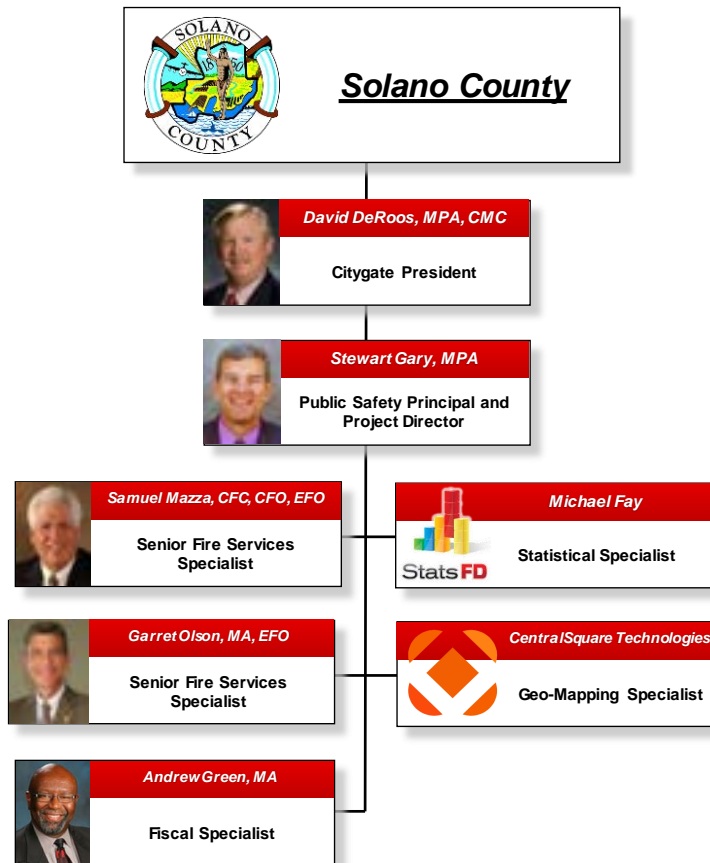 SOLANO
1850
COUNTY
Solano County
David DeRoos, MPA, CMC
Citygate President
Stewart Gary, MPA
Public Safety Principal and
Project Director
Samuel Mazza, CFC, CFO, EFO
Senior Fire Services
Specialist
Michael Fay
Statistical Specialist
StatsFD
Garret Olson, MA, EFO
Senior Fire Services
Specialist
CentralSquare Technologies
Geo-Mapping Specialist
Andrew Green, MA
Fiscal Specialist